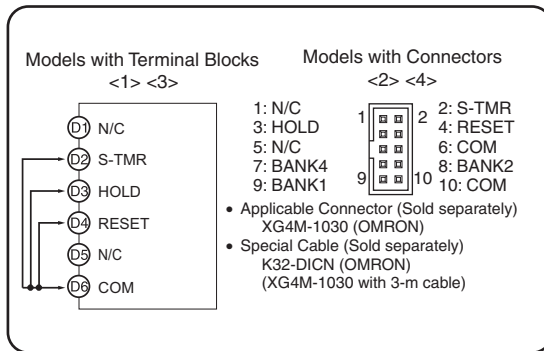 Models with Terminal Blocks
<1> <3>
D1 N/C
D2 S-TMR
D3 HOLD
D4 RESET
D5 N/C
D6 COM
Models with Connectors
<2> <4>
1: N/C
3: HOLD
5: N/C
7: BANK4
9: BANK1
1 2
9 10
2: S-TMR
4: RESET
6: COM
8: BANK2
10: COM
• Applicable Connector (Sold separately)
XG4M-1030 (OMRON)
• Special Cable (Sold separately)
K32-DICN (OMRON)
(XG4M-1030 with 3-m cable)